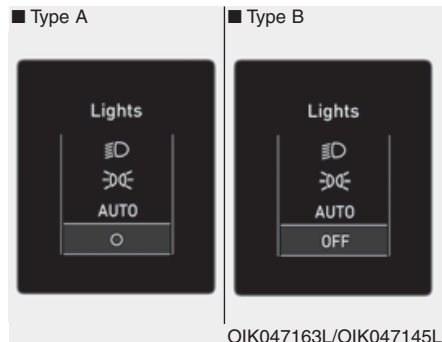 ■ Type A
■ Type B
Lights
AUTO
O
Lights
AUTO
OFF
OIK047163L/OIK047145L